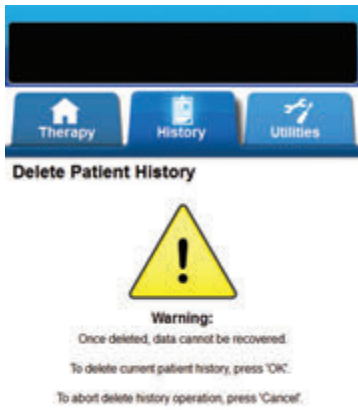 Therapy History Utilities
Delete Patient History
Warning:
Once deleted, data cannot be recovered.
To delete current patient history, press 'OK'.
To abort delete history operation, press 'Cancel'.